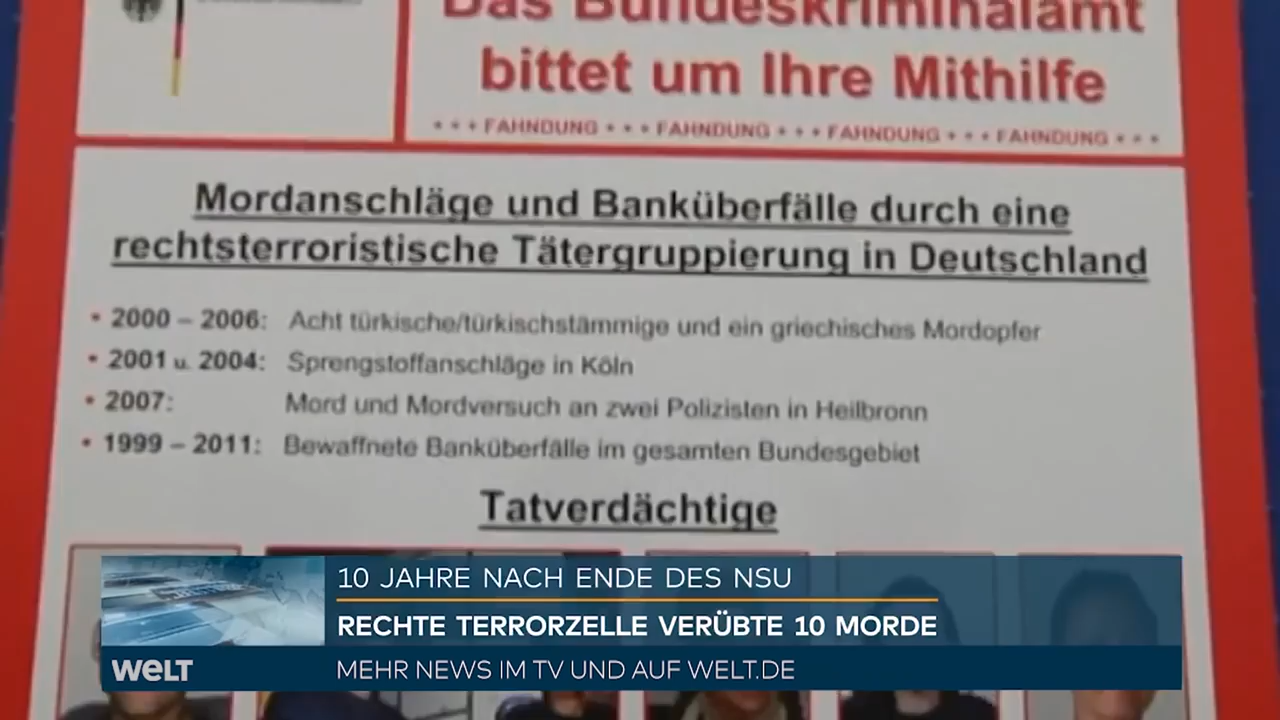 Das Bundeskriminalamt
bittet um Ihre Mithilfe
+ + + FAHNDUNG + + + FAHNDUNG + + + FAHNDUNG + + + FAHNDUNG + + +
Mordanschläge und Banküberfälle durch eine
rechtsterroristische Tätergruppierung in Deutschland
• 2000 – 2006: Acht türkische/türkischstämmige und ein griechisches Mordopfer
• 2001 u. 2004: Sprengstoffanschläge in Köln
• 2007: Mord und Mordversuch an zwei Polizisten in Heilbronn
• 1999 – 2011: Bewaffnete Banküberfälle im gesamten Bundesgebiet
Tatverdächtige
10 JAHRE NACH ENDE DES NSU
RECHTE TERRORZELLE VERÜBTE 10 MORDE
WELT MEHR NEWS IM TV UND AUF WELT.DE